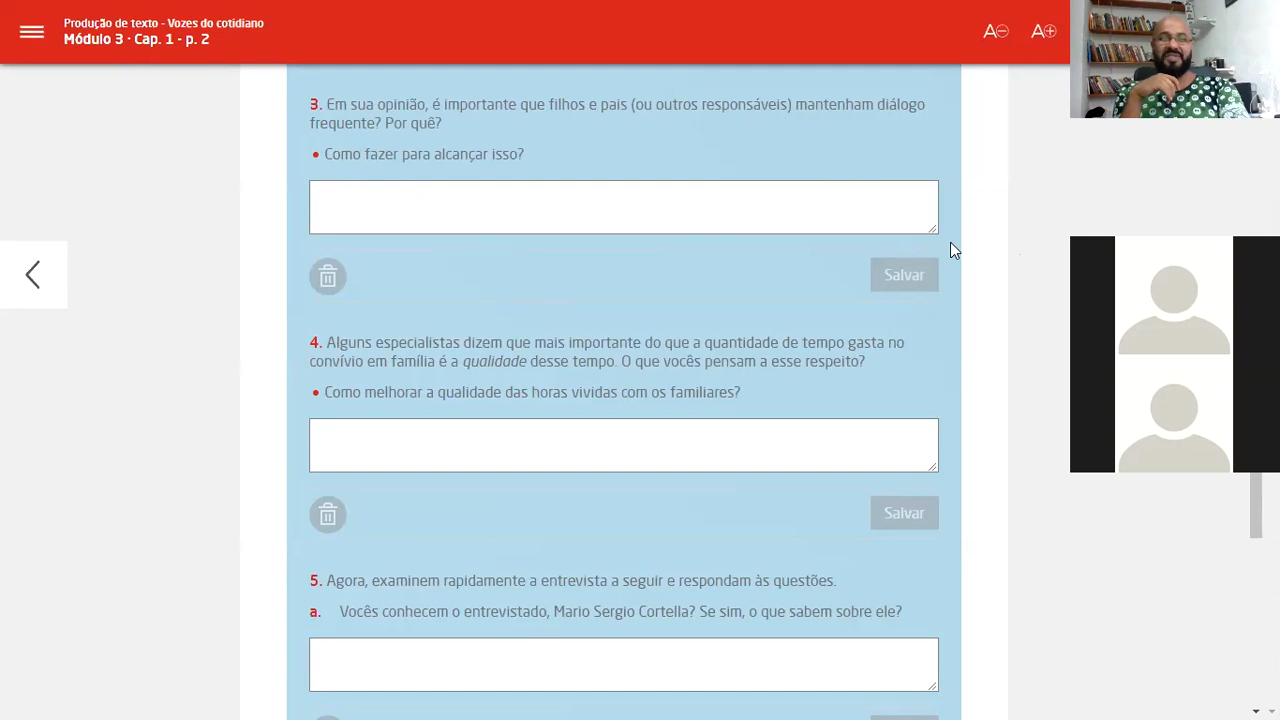 Produção de texto - Vozes do cotidiano
Módulo 3 · Cap. 1 - p. 2
A
A
3. Em sua opinião, é importante que filhos e pais (ou outros responsáveis) mantenham diálogo
frequente? Por quê?
• Como fazer para alcançar isso?
Salvar
4. Alguns especialistas dizem que mais importante do que a quantidade de tempo gasta no
convívio em família é a qualidade desse tempo. O que vocês pensam a esse respeito?
• Como melhorar a qualidade das horas vividas com os familiares?
Salvar
5. Agora, examinem rapidamente a entrevista a seguir e respondam às questões.
a. Vocês conhecem o entrevistado, Mario Sergio Cortella? Se sim, o que sabem sobre ele?